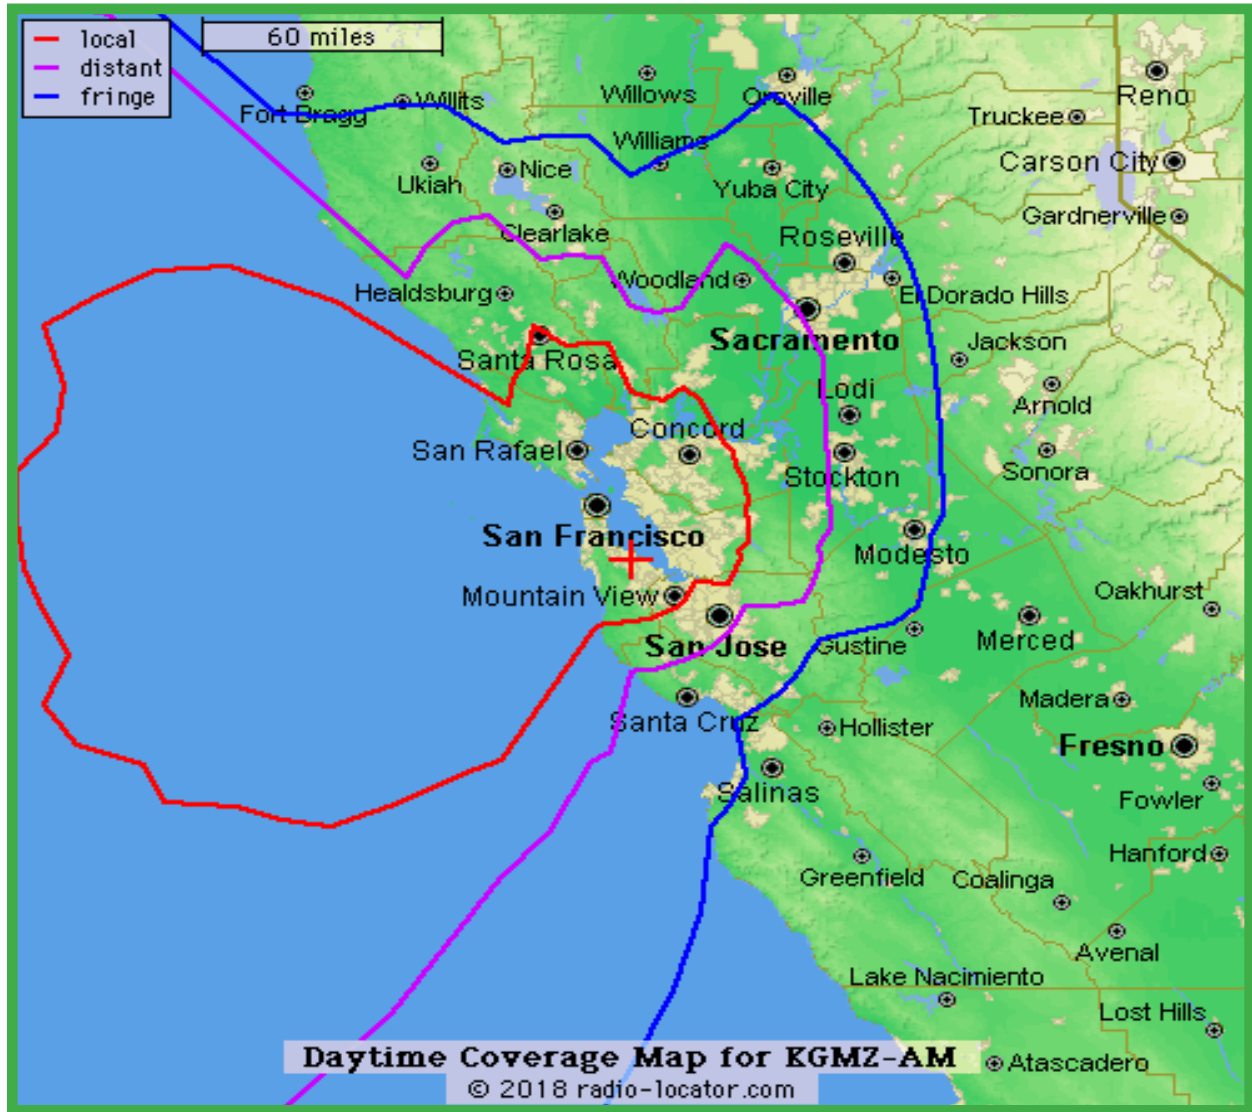 local
60 miles
distant
fringe
Fort Bragg
Willits
Willows
Oroville
Reno
Truckee
Williams
Ukiah
Nice
Yuba City
Carson City
Clearlake
Roseville
Gardnerville
Healdsburg
Woodland
El Dorado Hills
Sacramento
Santa Rosa
Jackson
Lodi
Arnold
San Rafael
Concord
Stockton
Sonora
San Francisco
Modesto
Mountain View
Oakhurst
San Jose
Gustine
Merced
Santa Cruz
Hollister
Madera
Fresno
Salinas
Fowler
Greenfield
Coalinga
Hanford
Avenal
Lake Nacimiento
Lost Hills
Daytime Coverage Map for KGMZ-AM
Atascadero
© 2018 radio-locator.com